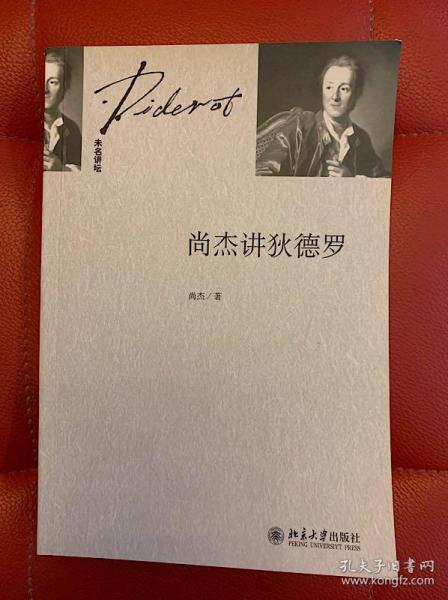 Diderot
未名讲坛
尚杰讲狄德罗
尚杰／著
北京大学出版社
PEKING UNIVERSITY PRESS
孔夫子旧书网
www.kongfz.com